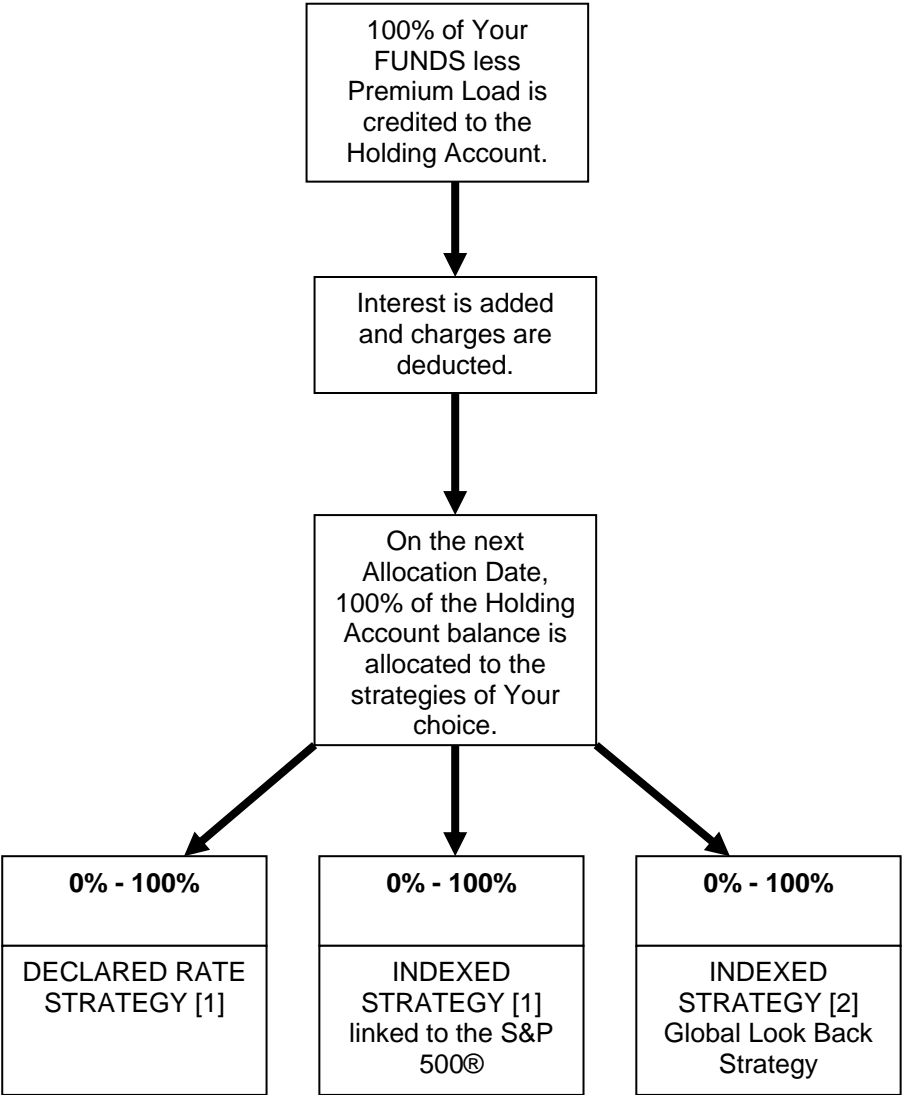 100% of Your
FUNDS less
Premium Load is
credited to the
Holding Account.
Interest is added
and charges are
deducted.
On the next
Allocation Date,
100% of the Holding
Account balance is
allocated to the
strategies of Your
choice.
0% - 100%
DECLARED RATE
STRATEGY [1]
0% - 100%
INDEXED
STRATEGY [1]
linked to the S&P
500®
0% - 100%
INDEXED
STRATEGY [2]
Global Look Back
Strategy